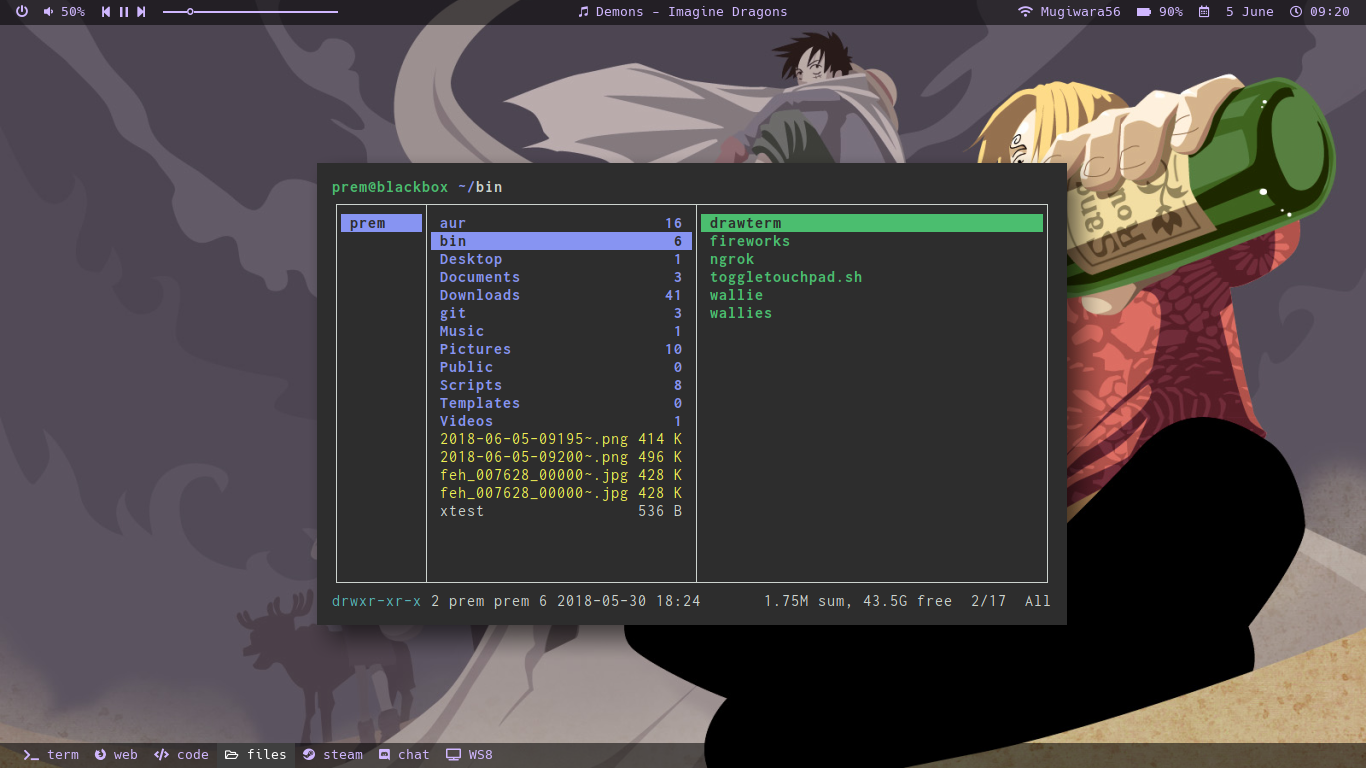 50% Demons - Imagine Dragons Mugiwara56 90% 5 June 09:20
prem@blackbox ~/bin
prem aur 16 drawterm
bin 6 fireworks
Desktop 1 ngrok
Documents 3 toggletouchpad.sh
Downloads 41 wallie
git 3 wallies
Music 1
Pictures 10
Public 0
Scripts 8
Templates 0
Videos 1
2018-06-05-09195~.png 414 K
2018-06-05-09200~.png 496 K
feh_007628_00000~.jpg 428 K
feh_007628_00000~.jpg 428 K
xtest 536 B
drwxr-xr-x 2 prem prem 6 2018-05-30 18:24 1.75M sum, 43.5G free 2/17 All
term web code files steam chat WS8